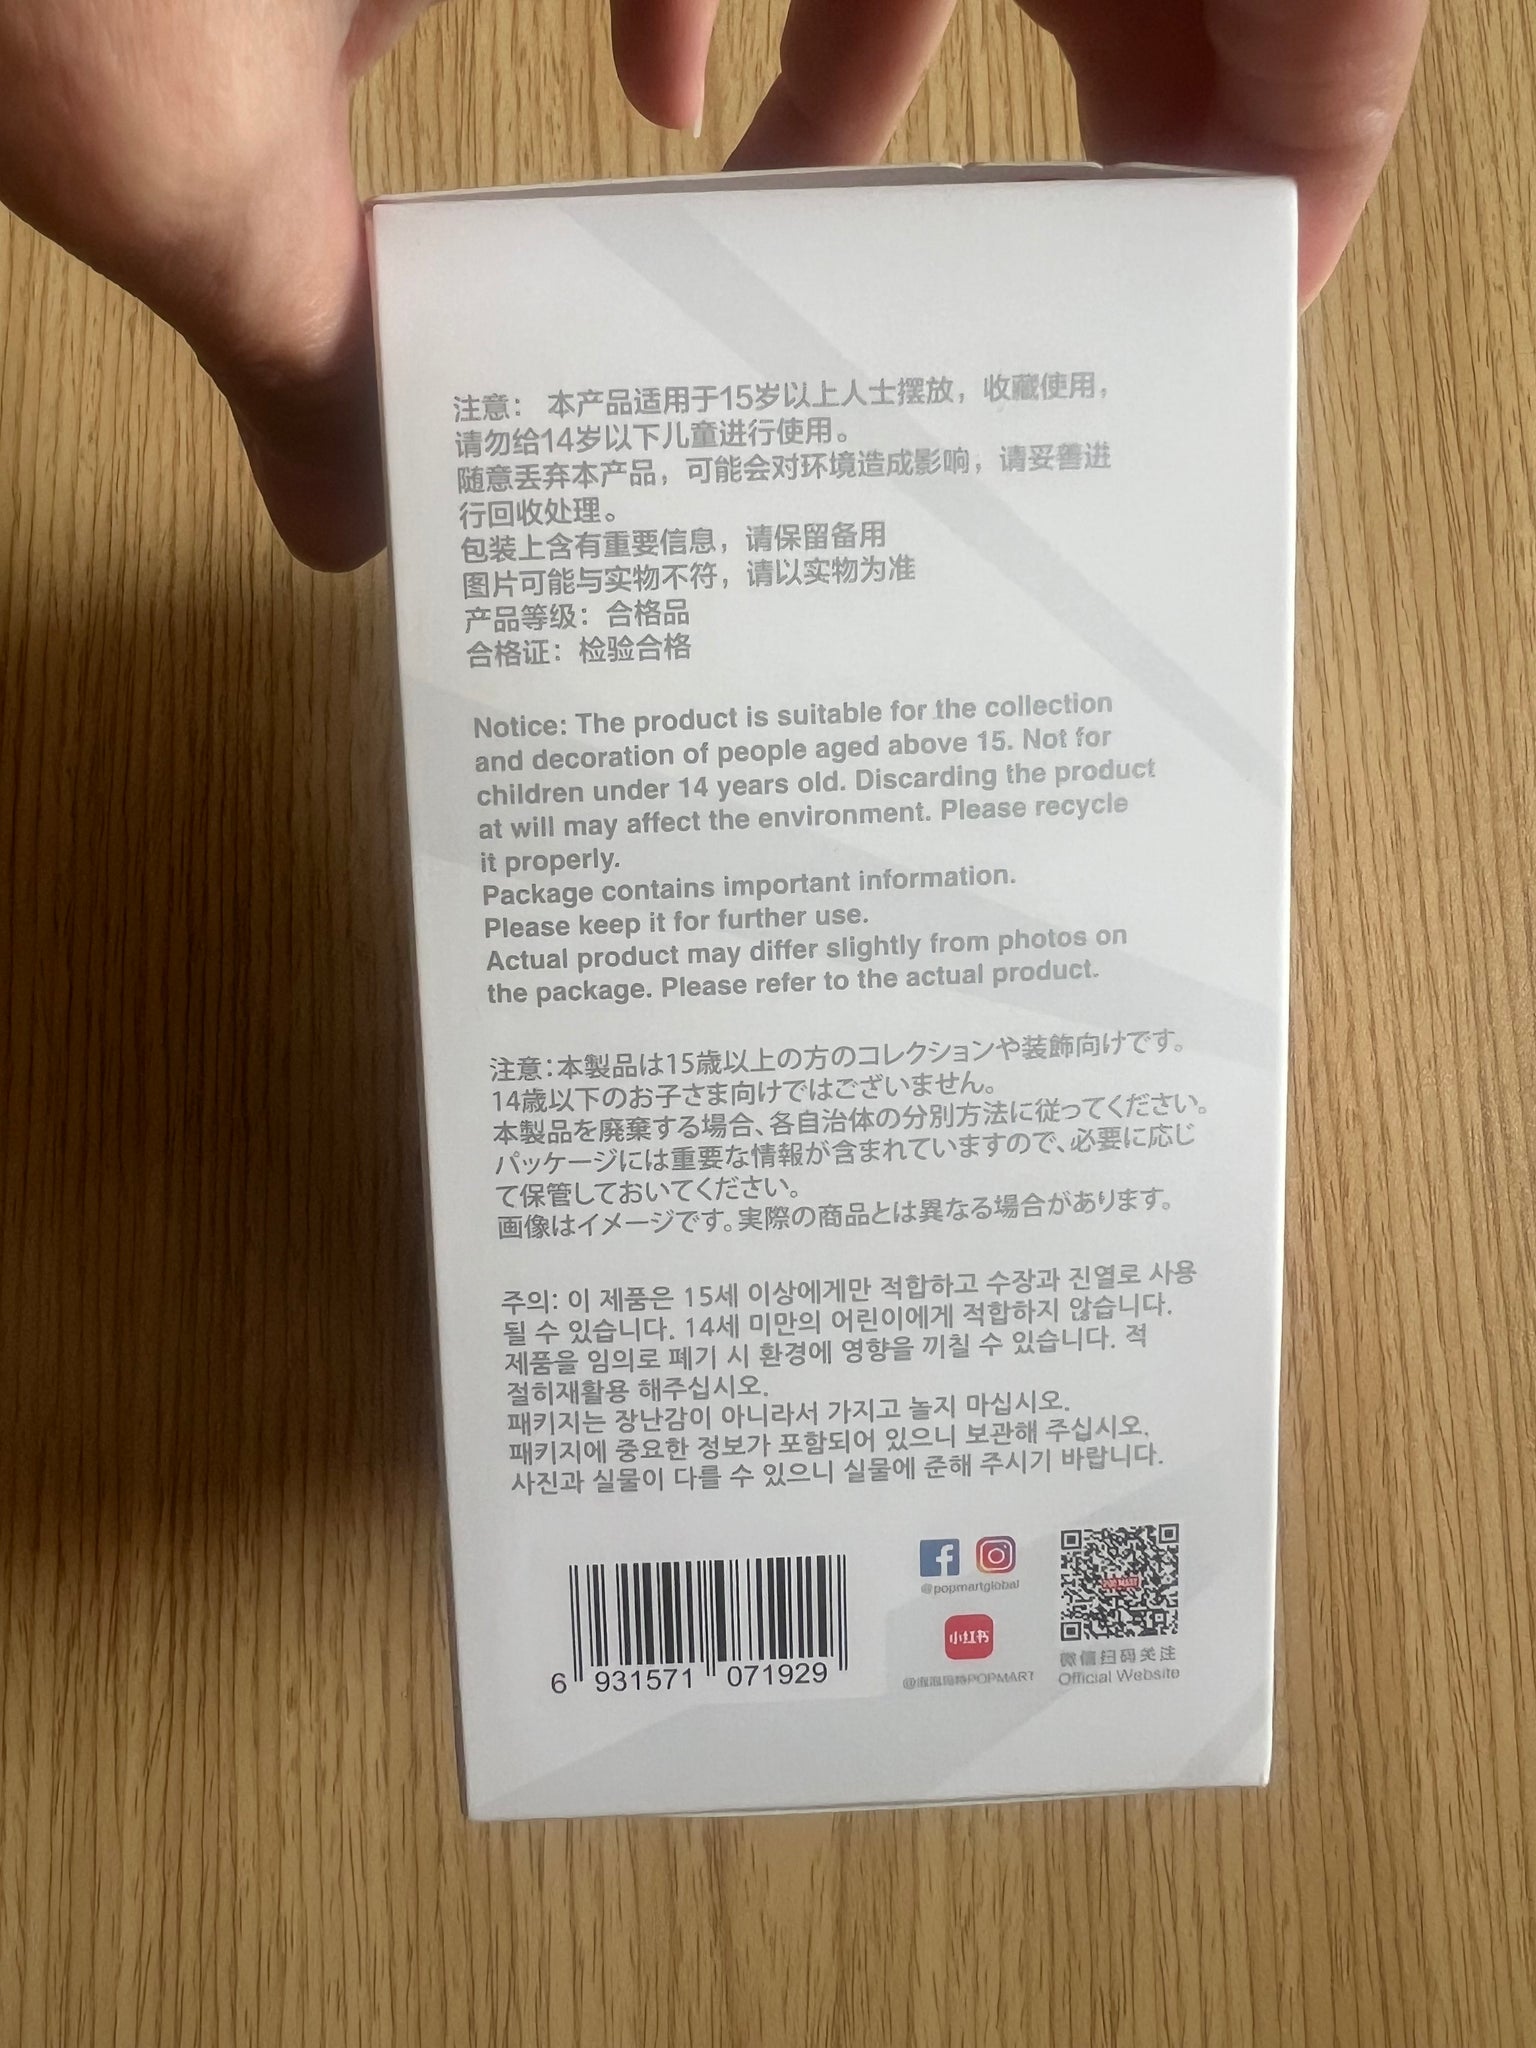 注意： 本产品适用于15岁以上人士摆放，收藏使用，
请勿给14岁以下儿童进行使用。
随意丢弃本产品，可能会对环境造成影响，请妥善进
行回收处理。
包装上含有重要信息，请保留备用
图片可能与实物不符，请以实物为准
产品等级：合格品
合格证：检验合格
Notice: The product is suitable for the collection
and decoration of people aged above 15. Not for
children under 14 years old. Discarding the product
at will may affect the environment. Please recycle
it properly.
Package contains important information.
Please keep it for further use.
Actual product may differ slightly from photos on
the package. Please refer to the actual product.
注意：本製品は15歳以上の方のコレクションや装飾向けです。
14歳以下のお子さま向けではございません。
本製品を廃棄する場合、各自治体の分別方法に従ってください。
パッケージには重要な情報が含まれていますので、必要に応じ
て保管しておいてください。
画像はイメージです。実際の商品とは異なる場合があります。
주의: 이 제품은 15세 이상에게만 적합하고 수장과 진열로 사용
될 수 있습니다. 14세 미만의 어린이에게 적합하지 않습니다.
제품을 임의로 폐기 시 환경에 영향을 끼칠 수 있습니다. 적
절히재활용 해주십시오.
패키지는 장난감이 아니라서 가지고 놀지 마십시오.
패키지에 중요한 정보가 포함되어 있으니 보관해 주십시오.
사진과 실물이 다를 수 있으니 실물에 준해 주시기 바랍니다.
@popmartglobal
小红书
@泡泡玛特POPMART
POP MART
微信扫码关注
Official Website
6 931571 071929